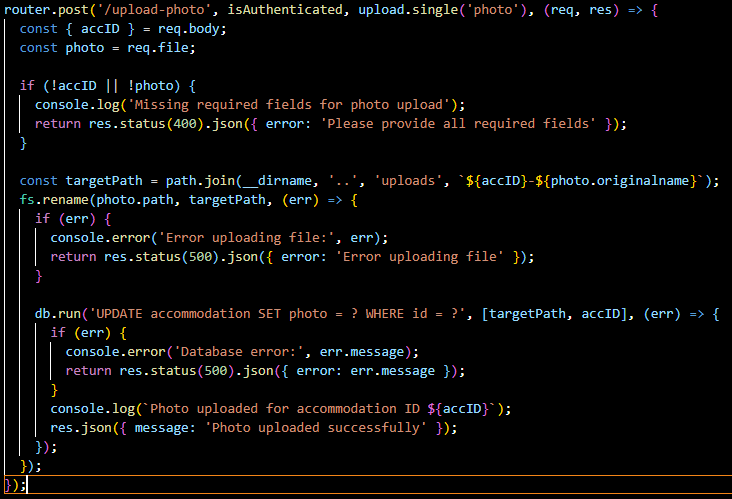 router.post('/upload-photo', isAuthenticated, upload.single('photo'), (req, res) => {
  const { accID } = req.body;
  const photo = req.file;

  if (!accID || !photo) {
    console.log('Missing required fields for photo upload');
    return res.status(400).json({ error: 'Please provide all required fields' });
  }

  const targetPath = path.join(__dirname, '..', 'uploads', `${accID}-${photo.originalname}`);
  fs.rename(photo.path, targetPath, (err) => {
    if (err) {
      console.error('Error uploading file:', err);
      return res.status(500).json({ error: 'Error uploading file' });
    }

    db.run('UPDATE accommodation SET photo = ? WHERE id = ?', [targetPath, accID], (err) => {
      if (err) {
        console.error('Database error:', err.message);
        return res.status(500).json({ error: err.message });
      }
      console.log(`Photo uploaded for accommodation ID ${accID}`);
      res.json({ message: 'Photo uploaded successfully' });
    });
  });
});